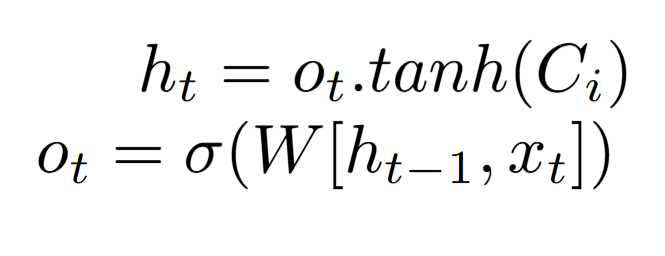 h_t = o_t.tanh(C_i)
o_t = σ(W[h_{t−1}, x_t])